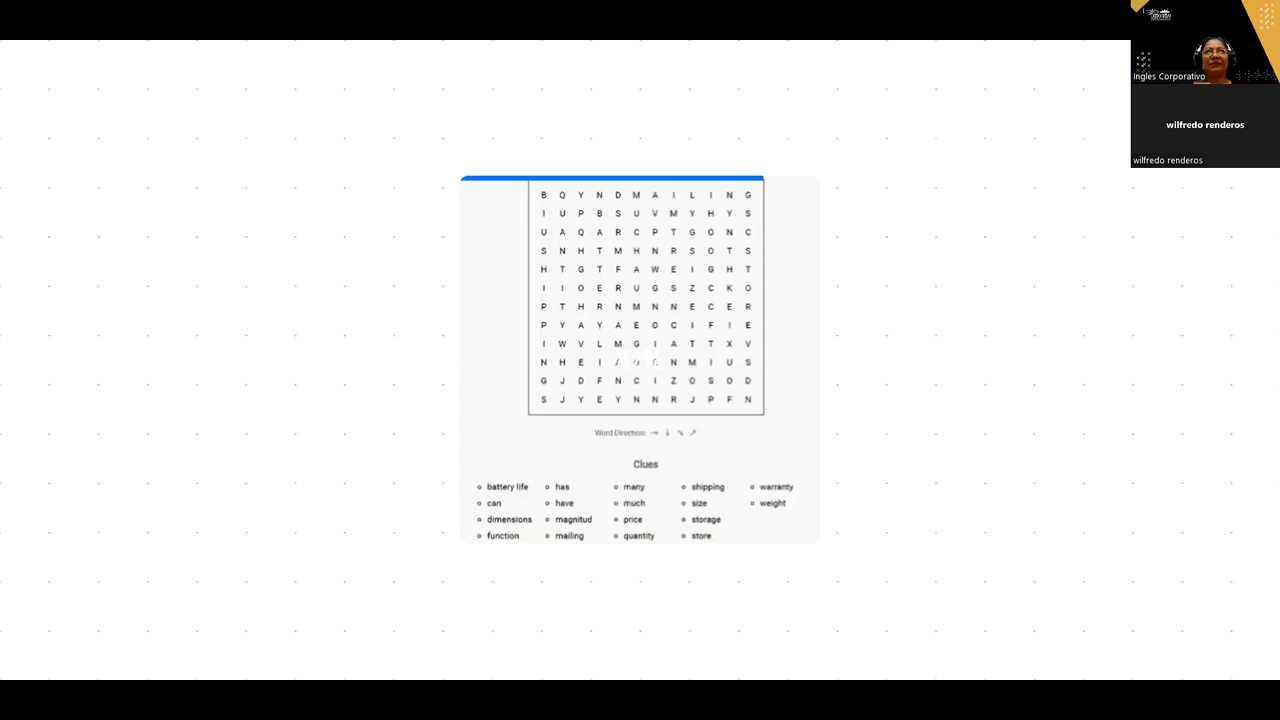 Ingles Corporativo
wilfredo renderos
wilfredo renderos
B Q Y N D M A I L I N G
I U P B S U V M Y H Y S
U A Q A R C P T G O N C
S N H T M H N R S O T S
H T G T F A W E I G H T
I I O E R U G S Z C K O
P T H R N M N N E C E R
P Y A Y A E O C I F I E
I W V L M G I A T T X V
N H E I A N M I U S
G J D F N C I Z O S O D
S J Y E Y N N R J P F N
Word Direction: → ↓ ↘ ↗
Clues
battery life has many shipping warranty
can have much size weight
dimensions magnitud price storage
function mailing quantity store